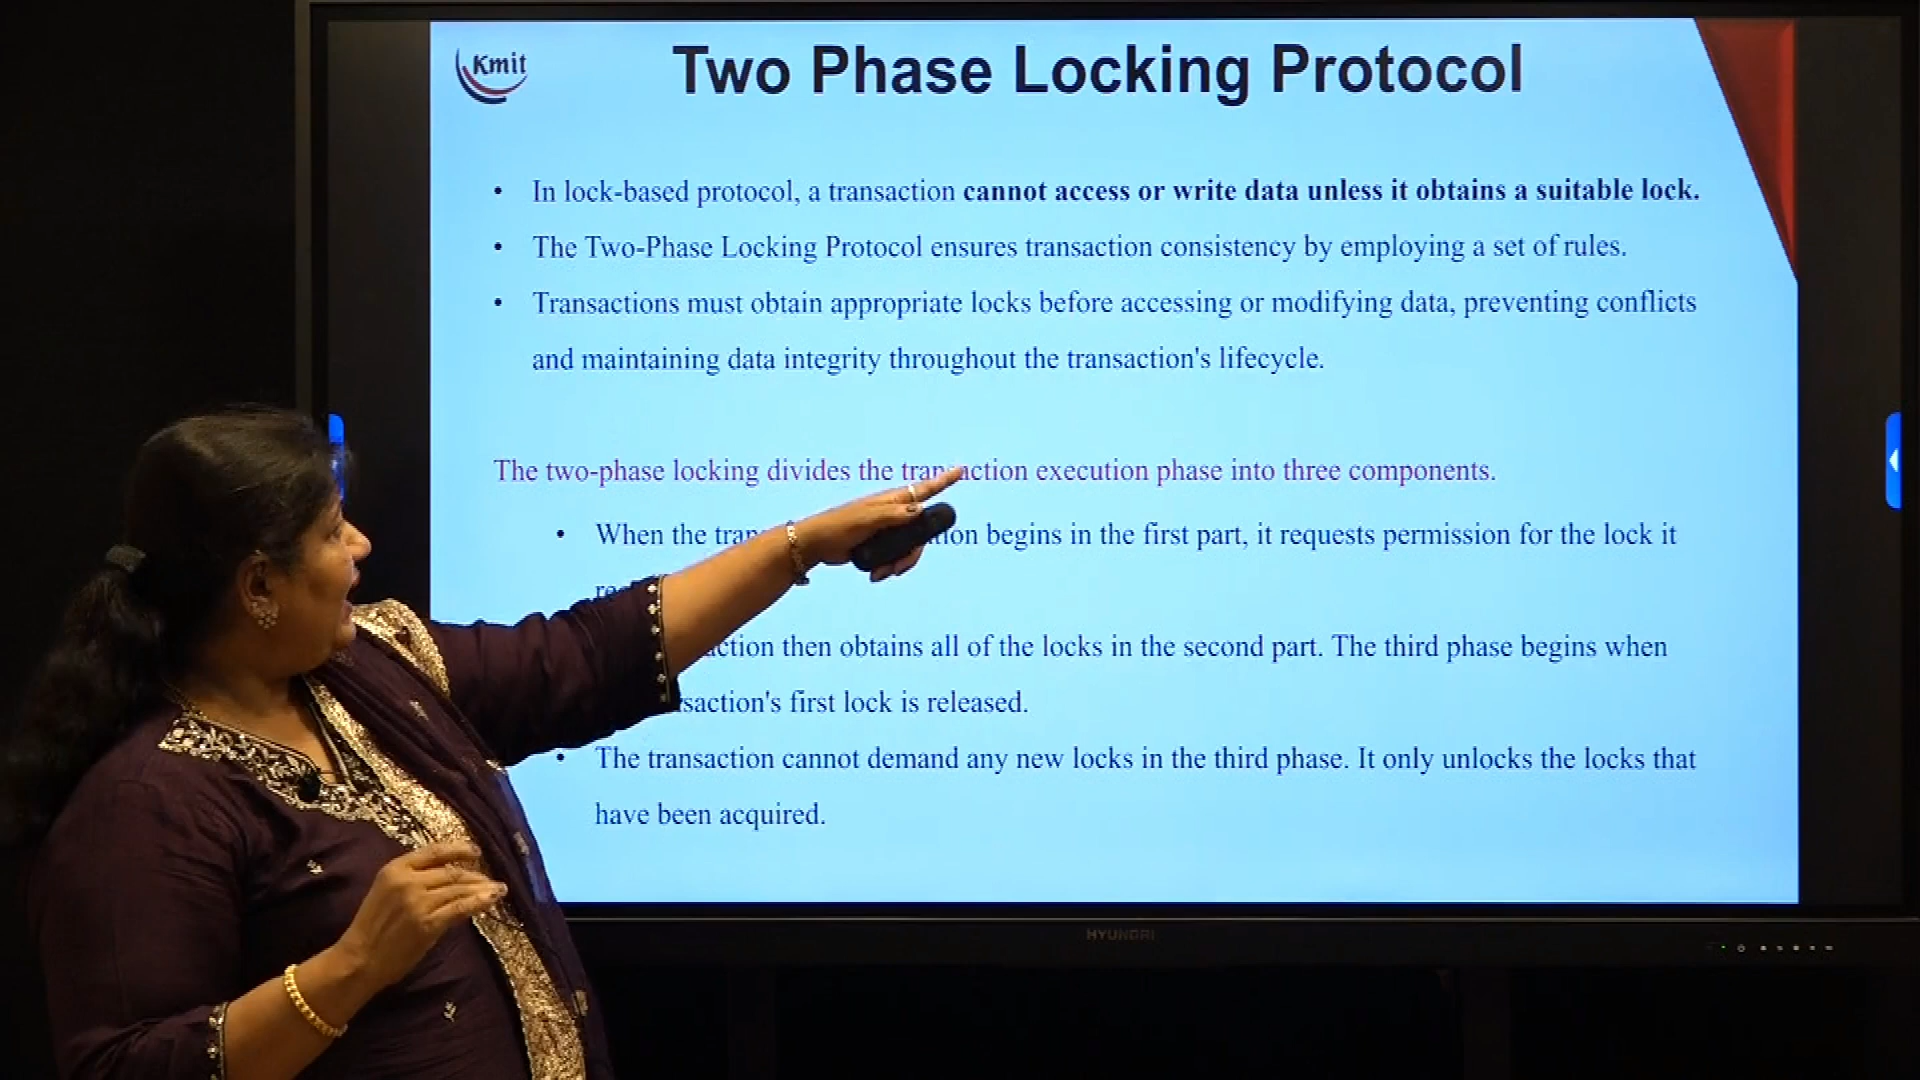 Kmit
Two Phase Locking Protocol
• In lock-based protocol, a transaction cannot access or write data unless it obtains a suitable lock.
• The Two-Phase Locking Protocol ensures transaction consistency by employing a set of rules.
• Transactions must obtain appropriate locks before accessing or modifying data, preventing conflicts
and maintaining data integrity throughout the transaction's lifecycle.
The two-phase locking divides the transaction execution phase into three components.
• When the begins in the first part, it requests permission for the lock it
then obtains all of the locks in the second part. The third phase begins when
first lock is released.
• The transaction cannot demand any new locks in the third phase. It only unlocks the locks that
have been acquired.
HYUNDAI